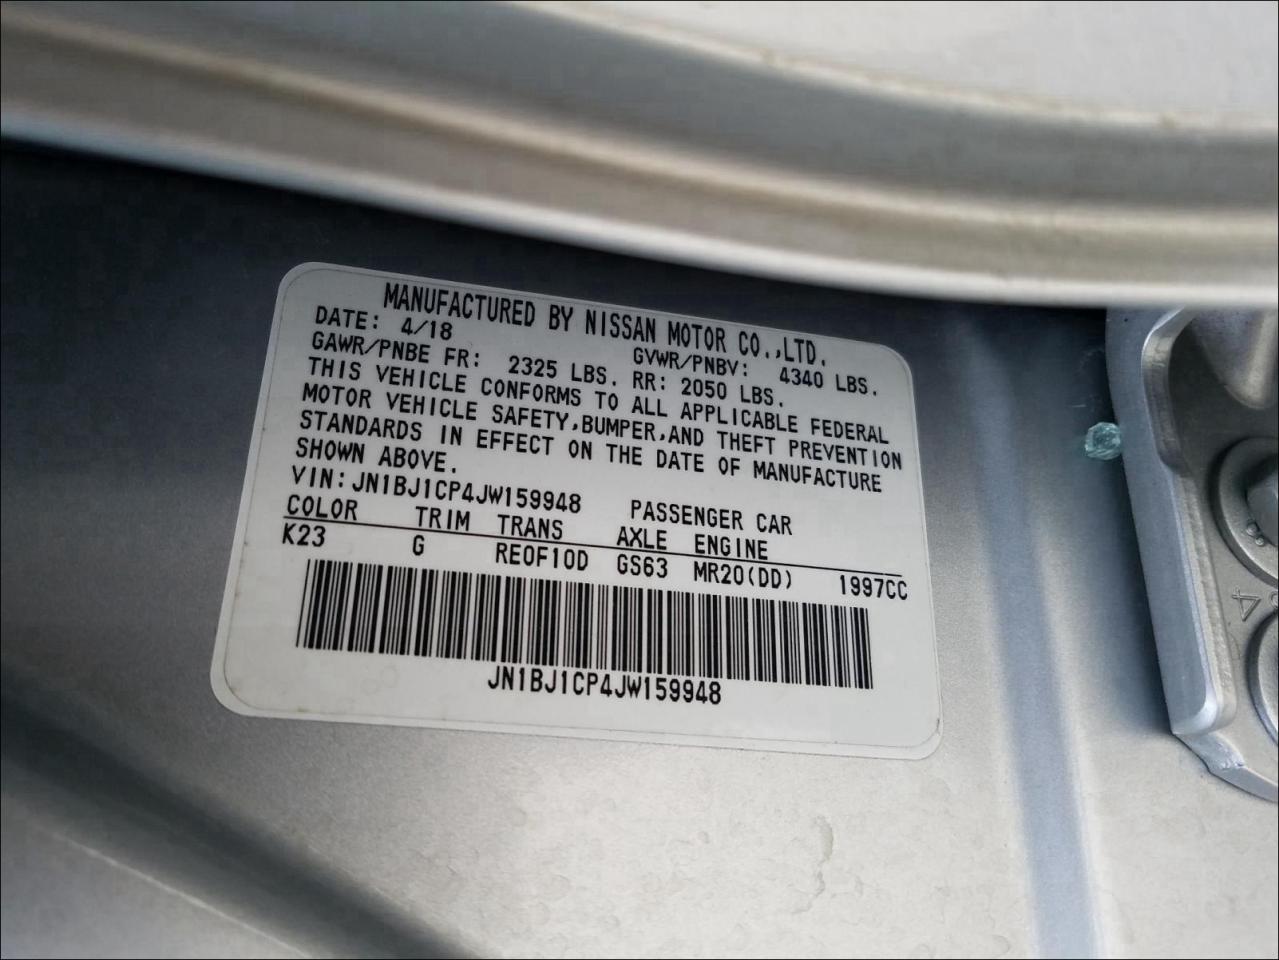 MANUFACTURED BY NISSAN MOTOR CO.,LTD.
DATE: 4/18 GVWR/PNBV: 4340 LBS.
GAWR/PNBE FR: 2325 LBS. RR: 2050 LBS.
THIS VEHICLE CONFORMS TO ALL APPLICABLE FEDERAL
MOTOR VEHICLE SAFETY,BUMPER,AND THEFT PREVENTION
STANDARDS IN EFFECT ON THE DATE OF MANUFACTURE
SHOWN ABOVE.
VIN:JN1BJ1CP4JW159948 PASSENGER CAR
COLOR TRIM TRANS AXLE ENGINE
K23 G RE0F10D GS63 MR20(DD) 1997CC
JN1BJ1CP4JW159948